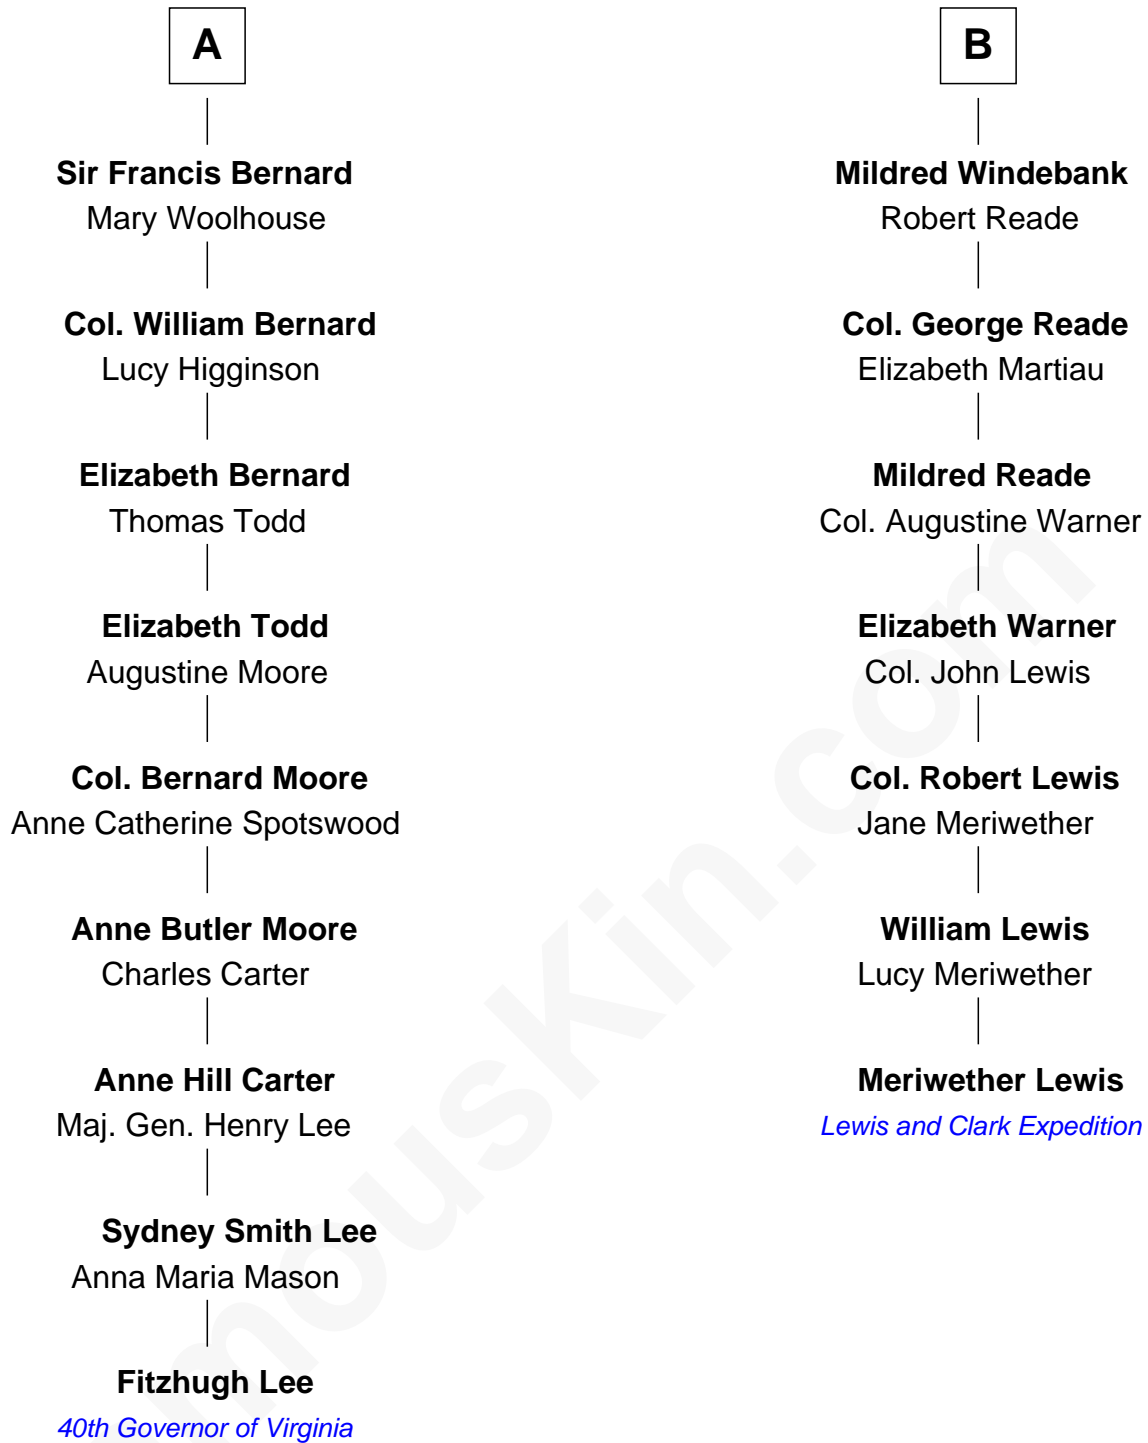 A
Sir Francis Bernard
Mary Woolhouse
Col. William Bernard
Lucy Higginson
Elizabeth Bernard
Thomas Todd
Elizabeth Todd
Augustine Moore
Col. Bernard Moore
Anne Catherine Spotswood
Anne Butler Moore
Charles Carter
Anne Hill Carter
Maj. Gen. Henry Lee
Sydney Smith Lee
Anna Maria Mason
Fitzhugh Lee
40th Governor of Virginia
B
Mildred Windebank
Robert Reade
Col. George Reade
Elizabeth Martiau
Mildred Reade
Col. Augustine Warner
Elizabeth Warner
Col. John Lewis
Col. Robert Lewis
Jane Meriwether
William Lewis
Lucy Meriwether
Meriwether Lewis
Lewis and Clark Expedition
mousKin.com